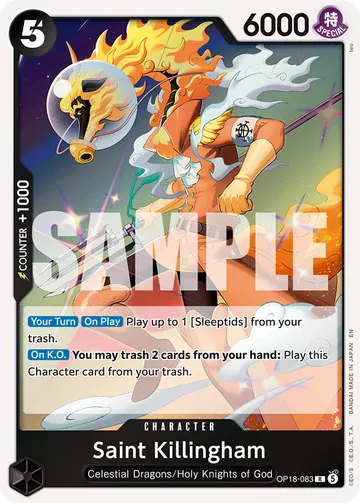 5
6000 特
SPECIAL
COUNTER +1000
SAMPLE
Your Turn On Play Play up to 1 [Sleeptids] from your
trash.
On K.O. You may trash 2 cards from your hand: Play this
Character card from your trash.
CHARACTER
Saint Killingham
Celestial Dragons/Holy Knights of God
OP18-083 R 5
©E.O./S. ©E.O./S., T.A. BANDAI MADE IN JAPAN EN